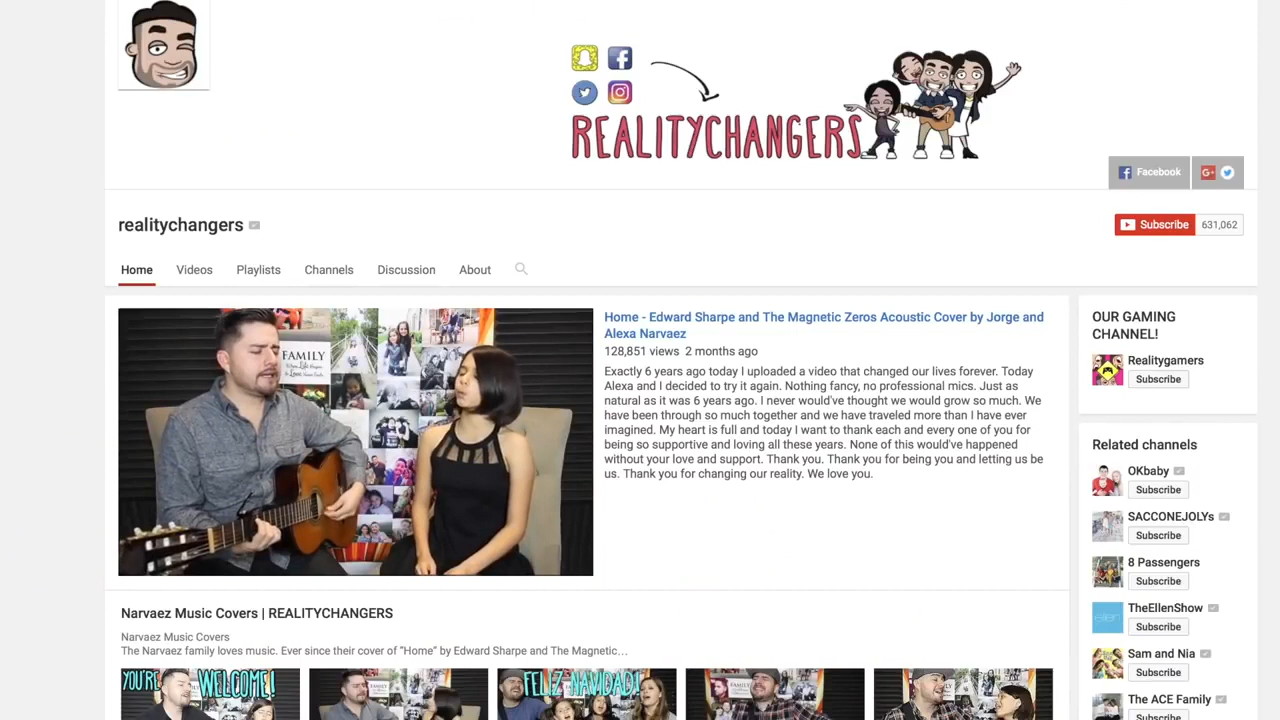 REALITYCHANGERS
Facebook
realitychangers
Subscribe 631,062
Home Videos Playlists Channels Discussion About
FAMILY
Home - Edward Sharpe and The Magnetic Zeros Acoustic Cover by Jorge and
Alexa Narvaez
128,851 views 2 months ago
Exactly 6 years ago today I uploaded a video that changed our lives forever. Today
Alexa and I decided to try it again. Nothing fancy, no professional mics. Just as
natural as it was 6 years ago. I never would've thought we would grow so much. We
have been through so much together and we have traveled more than I have ever
imagined. My heart is full and today I want to thank each and every one of you for
being so supportive and loving all these years. None of this would've happened
without your love and support. Thank you. Thank you for being you and letting us be
us. Thank you for changing our reality. We love you.
Narvaez Music Covers | REALITYCHANGERS
Narvaez Music Covers
The Narvaez family loves music. Ever since their cover of "Home" by Edward Sharpe and The Magnetic...
YOU'RE WELCOME!
FELIZ NAVIDAD!
OUR GAMING
CHANNEL!
Realitygamers
Subscribe
Related channels
OKbaby
Subscribe
SACCONEJOLYs
Subscribe
8 Passengers
Subscribe
TheEllenShow
Subscribe
Sam and Nia
Subscribe
The ACE Family
Subscribe